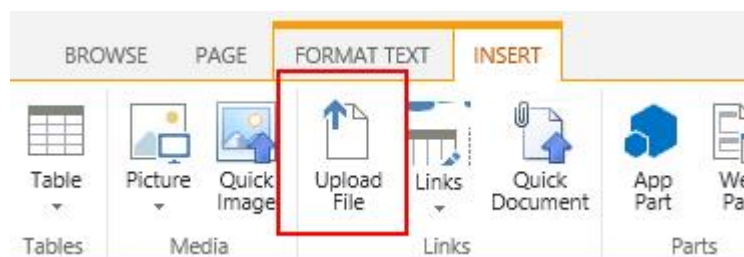 BROWSE PAGE FORMAT TEXT INSERT
Table Picture Quick Image Upload File Links Quick Document App Part
Tables Media Links Parts